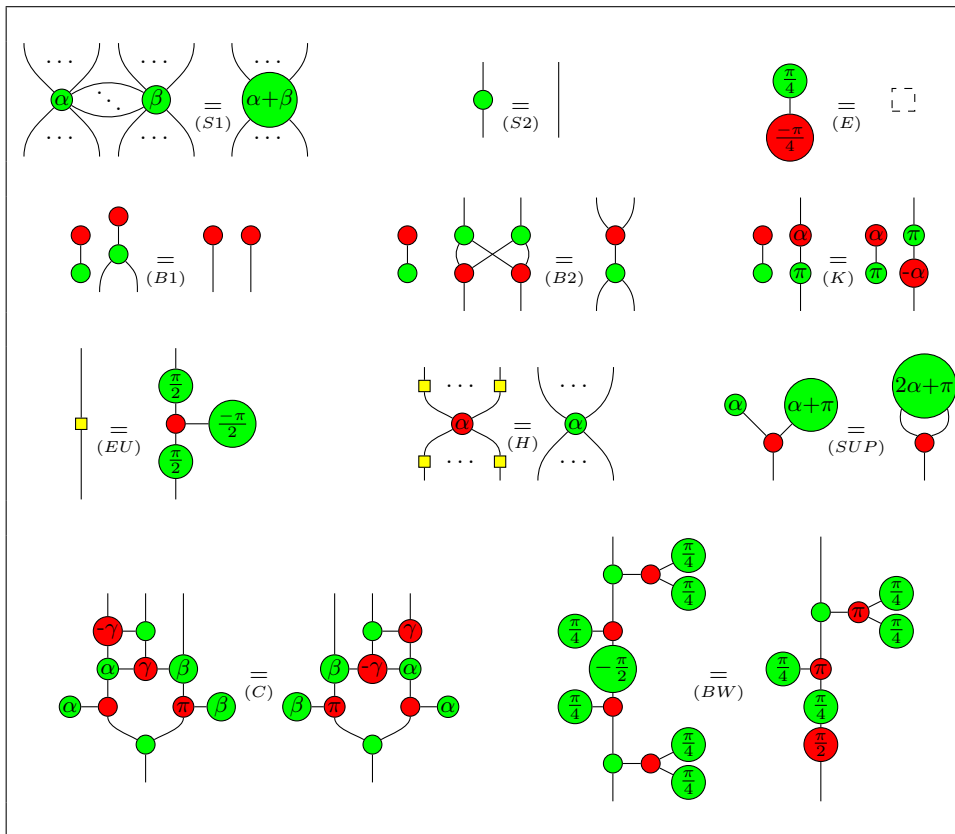 ··· ··· ···
α ⋱ β = α+β = π/4 =
(S1) (S2) -π/4 (E)
··· ··· ···
= = α π α π
(B1) (B2) π = π -α
(K)
π/2 ··· ··· α α+π 2α+π
= -π/2 α = α =
(EU) (H) (SUP)
π/2 ··· ···
π/4
π/4 π/4
-γ γ π/4 π π/4
α γ β = β -γ α -π/2 = π/4 π
(C) (BW)
α π β β π α π/4 π/4
π/4 π/2
π/4